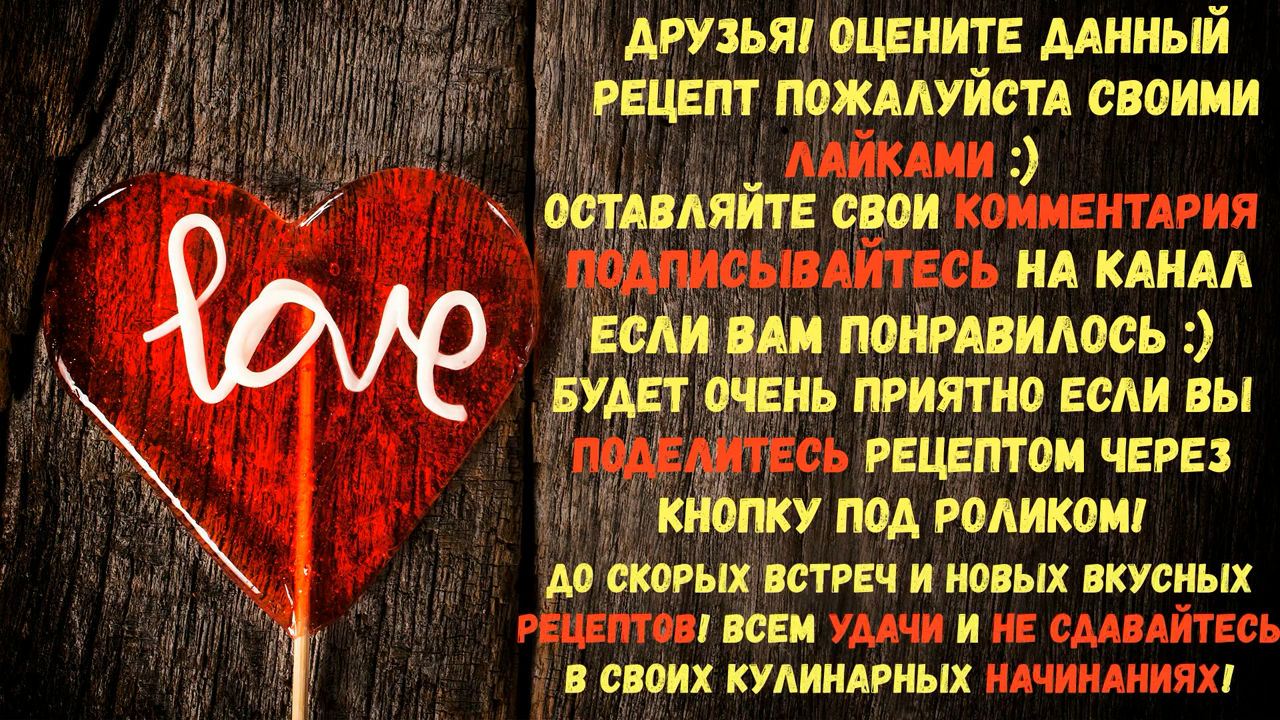 love
ДРУЗЬЯ! ОЦЕНИТЕ ДАННЫЙ
РЕЦЕПТ ПОЖАЛУЙСТА СВОИМИ
ЛАЙКАМИ :)
ОСТАВЛЯЙТЕ СВОИ КОММЕНТАРИЯ
ПОДПИСЫВАЙТЕСЬ НА КАНАЛ
ЕСЛИ ВАМ ПОНРАВИЛОСЬ :)
БУДЕТ ОЧЕНЬ ПРИЯТНО ЕСЛИ ВЫ
ПОДЕЛИТЕСЬ РЕЦЕПТОМ ЧЕРЕЗ
КНОПКУ ПОД РОЛИКОМ!
ДО СКОРЫХ ВСТРЕЧ И НОВЫХ ВКУСНЫХ
РЕЦЕПТОВ! ВСЕМ УДАЧИ И НЕ СДАВАЙТЕСЬ
В СВОИХ КУЛИНАРНЫХ НАЧИНАНИЯХ!